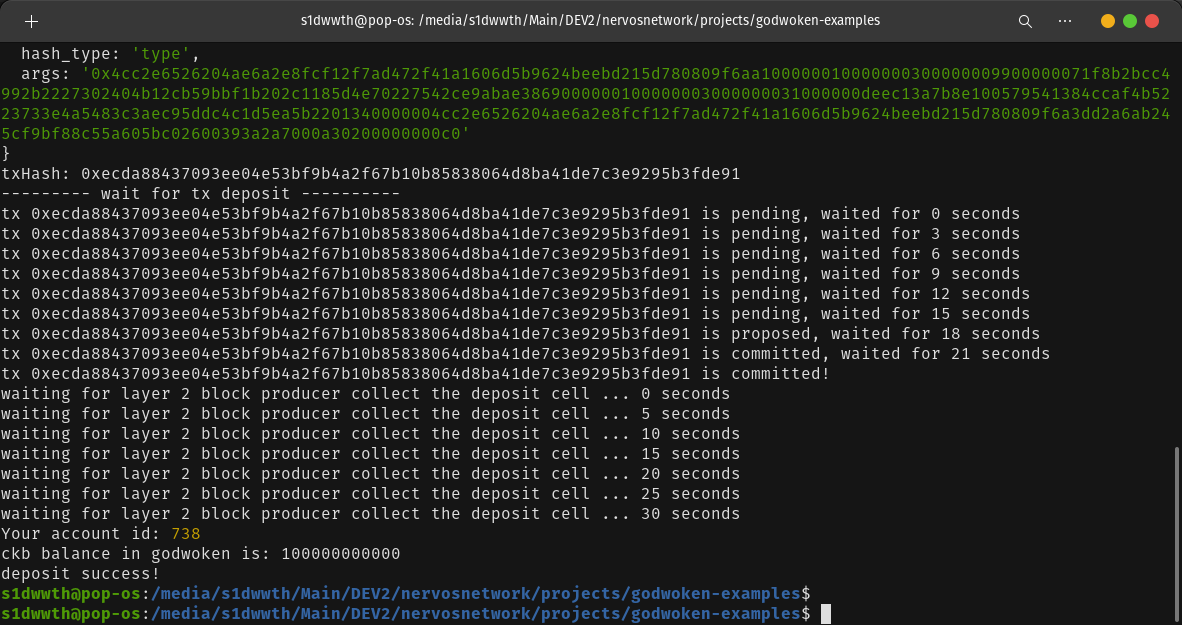 s1dwwth@pop-os: /media/s1dwwth/Main/DEV2/nervosnetwork/projects/godwoken-examples
  hash_type: 'type',
  args: '0x4cc2e6526204ae6a2e8fcf12f7ad472f41a1606d5b9624beebd215d780809f6aa10000001000000030000000990000071f8b2bcc4
992b2227302404b12cb59bbf1b202c1185d4e70227542ce9abae386900000010000000300000031000000deec13a7b8e100579541384ccaf4b52
23733e4a5483c3aec95ddc4c1d5ea5b2201340000004cc2e6526204ae6a2e8fcf12f7ad472f41a1606d5b9624beebd215d780809f6a3dd2a6ab24
5cf9bf88c55a605bc02600393a2a7000a30200000000c0'
}
txHash: 0xecda88437093ee04e53bf9b4a2f67b10b85838064d8ba41de7c3e9295b3fde91
--------- wait for tx deposit ----------
tx 0xecda88437093ee04e53bf9b4a2f67b10b85838064d8ba41de7c3e9295b3fde91 is pending, waited for 0 seconds
tx 0xecda88437093ee04e53bf9b4a2f67b10b85838064d8ba41de7c3e9295b3fde91 is pending, waited for 3 seconds
tx 0xecda88437093ee04e53bf9b4a2f67b10b85838064d8ba41de7c3e9295b3fde91 is pending, waited for 6 seconds
tx 0xecda88437093ee04e53bf9b4a2f67b10b85838064d8ba41de7c3e9295b3fde91 is pending, waited for 9 seconds
tx 0xecda88437093ee04e53bf9b4a2f67b10b85838064d8ba41de7c3e9295b3fde91 is pending, waited for 12 seconds
tx 0xecda88437093ee04e53bf9b4a2f67b10b85838064d8ba41de7c3e9295b3fde91 is pending, waited for 15 seconds
tx 0xecda88437093ee04e53bf9b4a2f67b10b85838064d8ba41de7c3e9295b3fde91 is proposed, waited for 18 seconds
tx 0xecda88437093ee04e53bf9b4a2f67b10b85838064d8ba41de7c3e9295b3fde91 is committed, waited for 21 seconds
tx 0xecda88437093ee04e53bf9b4a2f67b10b85838064d8ba41de7c3e9295b3fde91 is committed!
waiting for layer 2 block producer collect the deposit cell ... 0 seconds
waiting for layer 2 block producer collect the deposit cell ... 5 seconds
waiting for layer 2 block producer collect the deposit cell ... 10 seconds
waiting for layer 2 block producer collect the deposit cell ... 15 seconds
waiting for layer 2 block producer collect the deposit cell ... 20 seconds
waiting for layer 2 block producer collect the deposit cell ... 25 seconds
waiting for layer 2 block producer collect the deposit cell ... 30 seconds
Your account id: 738
ckb balance in godwoken is: 100000000000
deposit success!
s1dwwth@pop-os:/media/s1dwwth/Main/DEV2/nervosnetwork/projects/godwoken-examples$
s1dwwth@pop-os:/media/s1dwwth/Main/DEV2/nervosnetwork/projects/godwoken-examples$